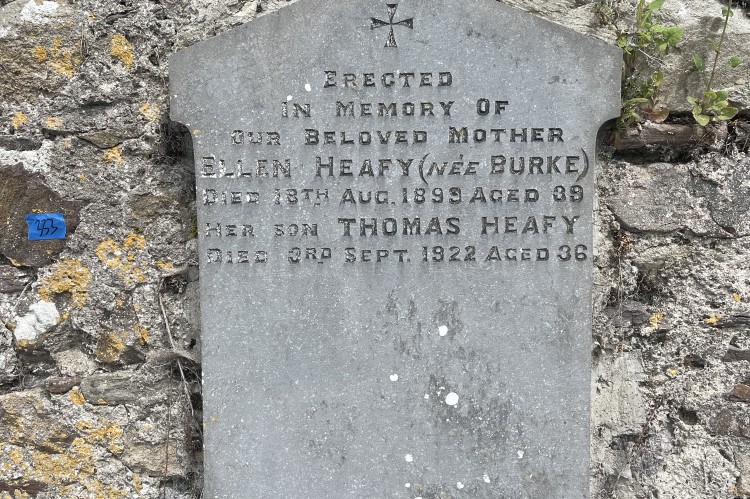 ERECTED
IN MEMORY OF
OUR BELOVED MOTHER
ELLEN HEAFY (NÉE BURKE)
DIED 18TH AUG. 1899 AGED 39
HER SON THOMAS HEAFY
DIED 3RD SEPT. 1922 AGED 36